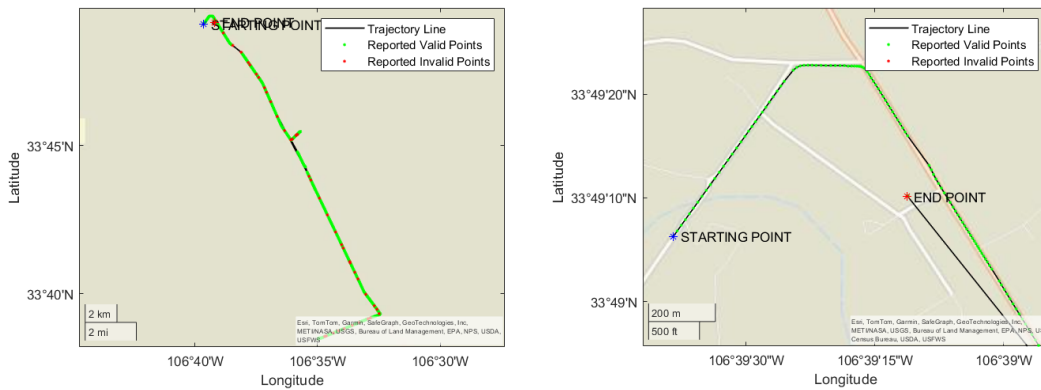 END POINT
STARTING POINT
Trajectory Line
Reported Valid Points
Reported Invalid Points
33°45'N
33°40'N
Latitude
2 km
2 mi
Esri, TomTom, Garmin, SafeGraph, GeoTechnologies, Inc,
METI/NASA, USGS, Bureau of Land Management, EPA, NPS, USDA,
USFWS
106°40'W
106°35'W
106°30'W
Longitude
Trajectory Line
Reported Valid Points
Reported Invalid Points
33°49'20"N
33°49'10"N
33°49'N
Latitude
END POINT
STARTING POINT
200 m
500 ft
Esri, TomTom, Garmin, SafeGraph, GeoTechnologies, Inc,
METI/NASA, USGS, Bureau of Land Management, EPA, NPS, US
Census Bureau, USDA, USFWS
106°39'30"W
106°39'15"W
106°39'W
Longitude